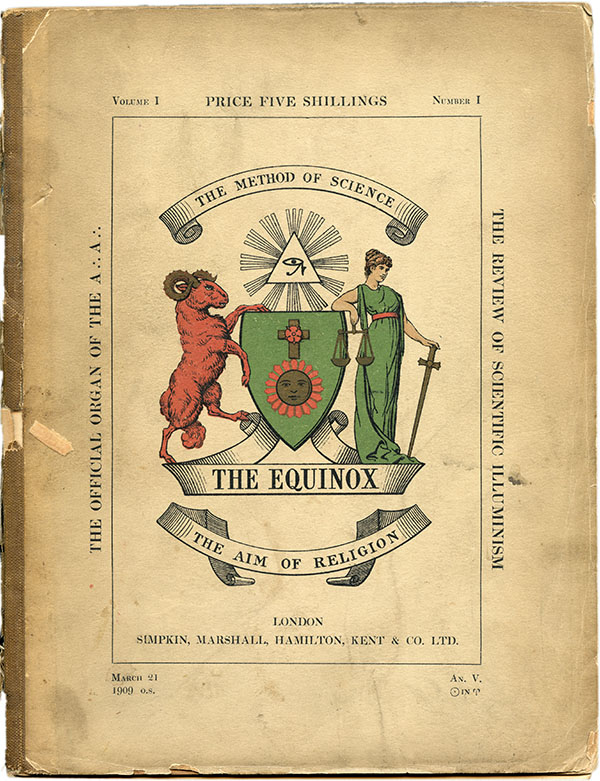 VOLUME I PRICE FIVE SHILLINGS NUMBER I
THE OFFICIAL ORGAN OF THE A∴A∴
THE METHOD OF SCIENCE
THE EQUINOX
THE AIM OF RELIGION
THE REVIEW OF SCIENTIFIC ILLUMINISM
LONDON
SIMPKIN, MARSHALL, HAMILTON, KENT & CO. LTD.
MARCH 21 AN. V.
1909 O.S. ☉ IN ♈